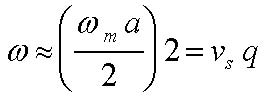 ω ≈ (ω_m a / 2) 2 = v_s q